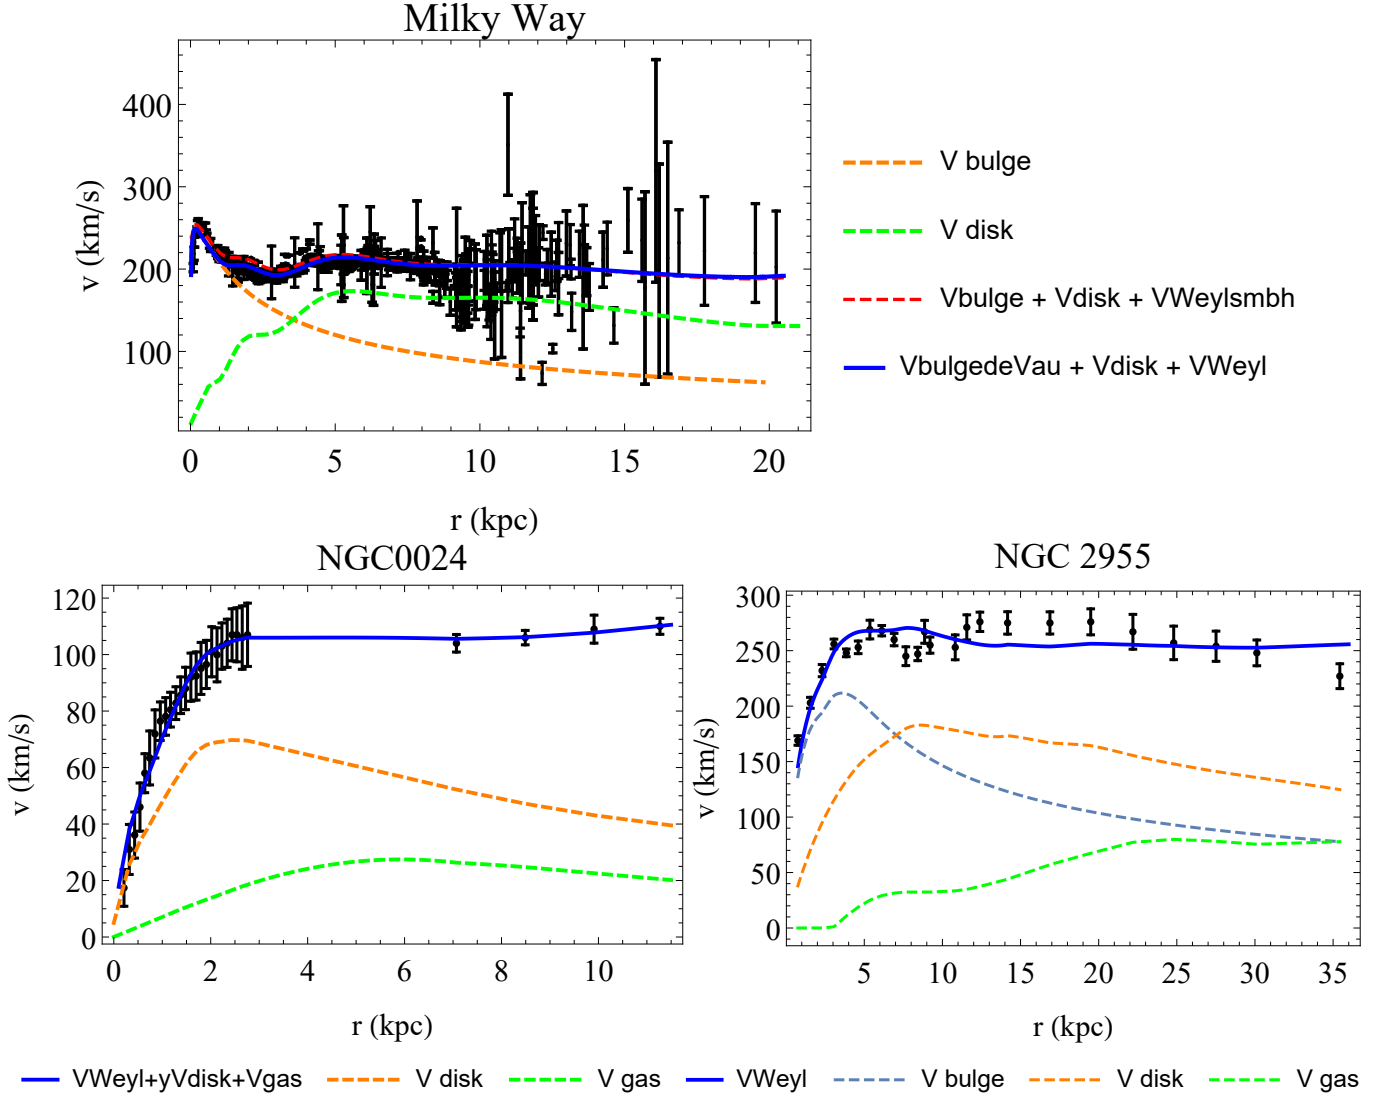 Milky Way
v (km/s)
400
300
200
100
0 5 10 15 20
r (kpc)
V bulge
V disk
Vbulge + Vdisk + VWeylsmbh
VbulgedeVau + Vdisk + VWeyl
NGC0024
v (km/s)
120
100
80
60
40
20
0
0 2 4 6 8 10
r (kpc)
NGC 2955
v (km/s)
300
250
200
150
100
50
0
5 10 15 20 25 30 35
r (kpc)
VWeyl+yVdisk+Vgas V disk V gas VWeyl V bulge V disk V gas